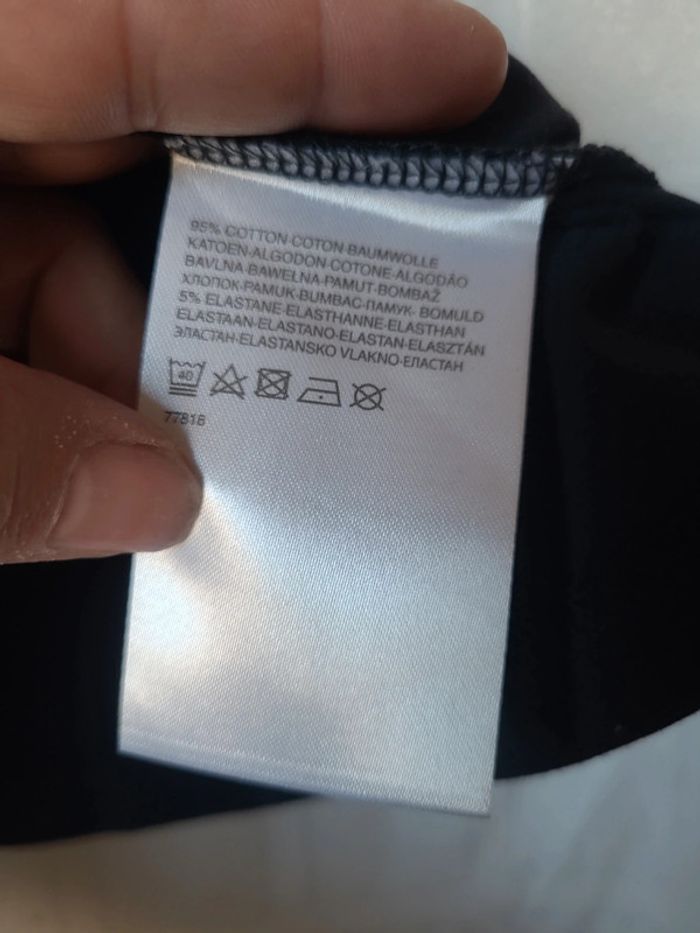 95% COTTON-COTON-BAUMWOLLE
KATOEN-ALGODON-COTONE-ALGODÃO
BAVLNA-BAWEŁNA-PAMUT-BOMBAŽ
ХЛОПОК-PAMUK-BUMBAC-ПАМУК- BOMULD
5% ELASTANE-ELASTHANNE-ELASTHAN
ELASTAAN-ELASTANO-ELASTAN-ELASZTÁN
ЭЛАСТАН-ELASTANSKO VLAKNO-ЕЛАСТАН
40
77818